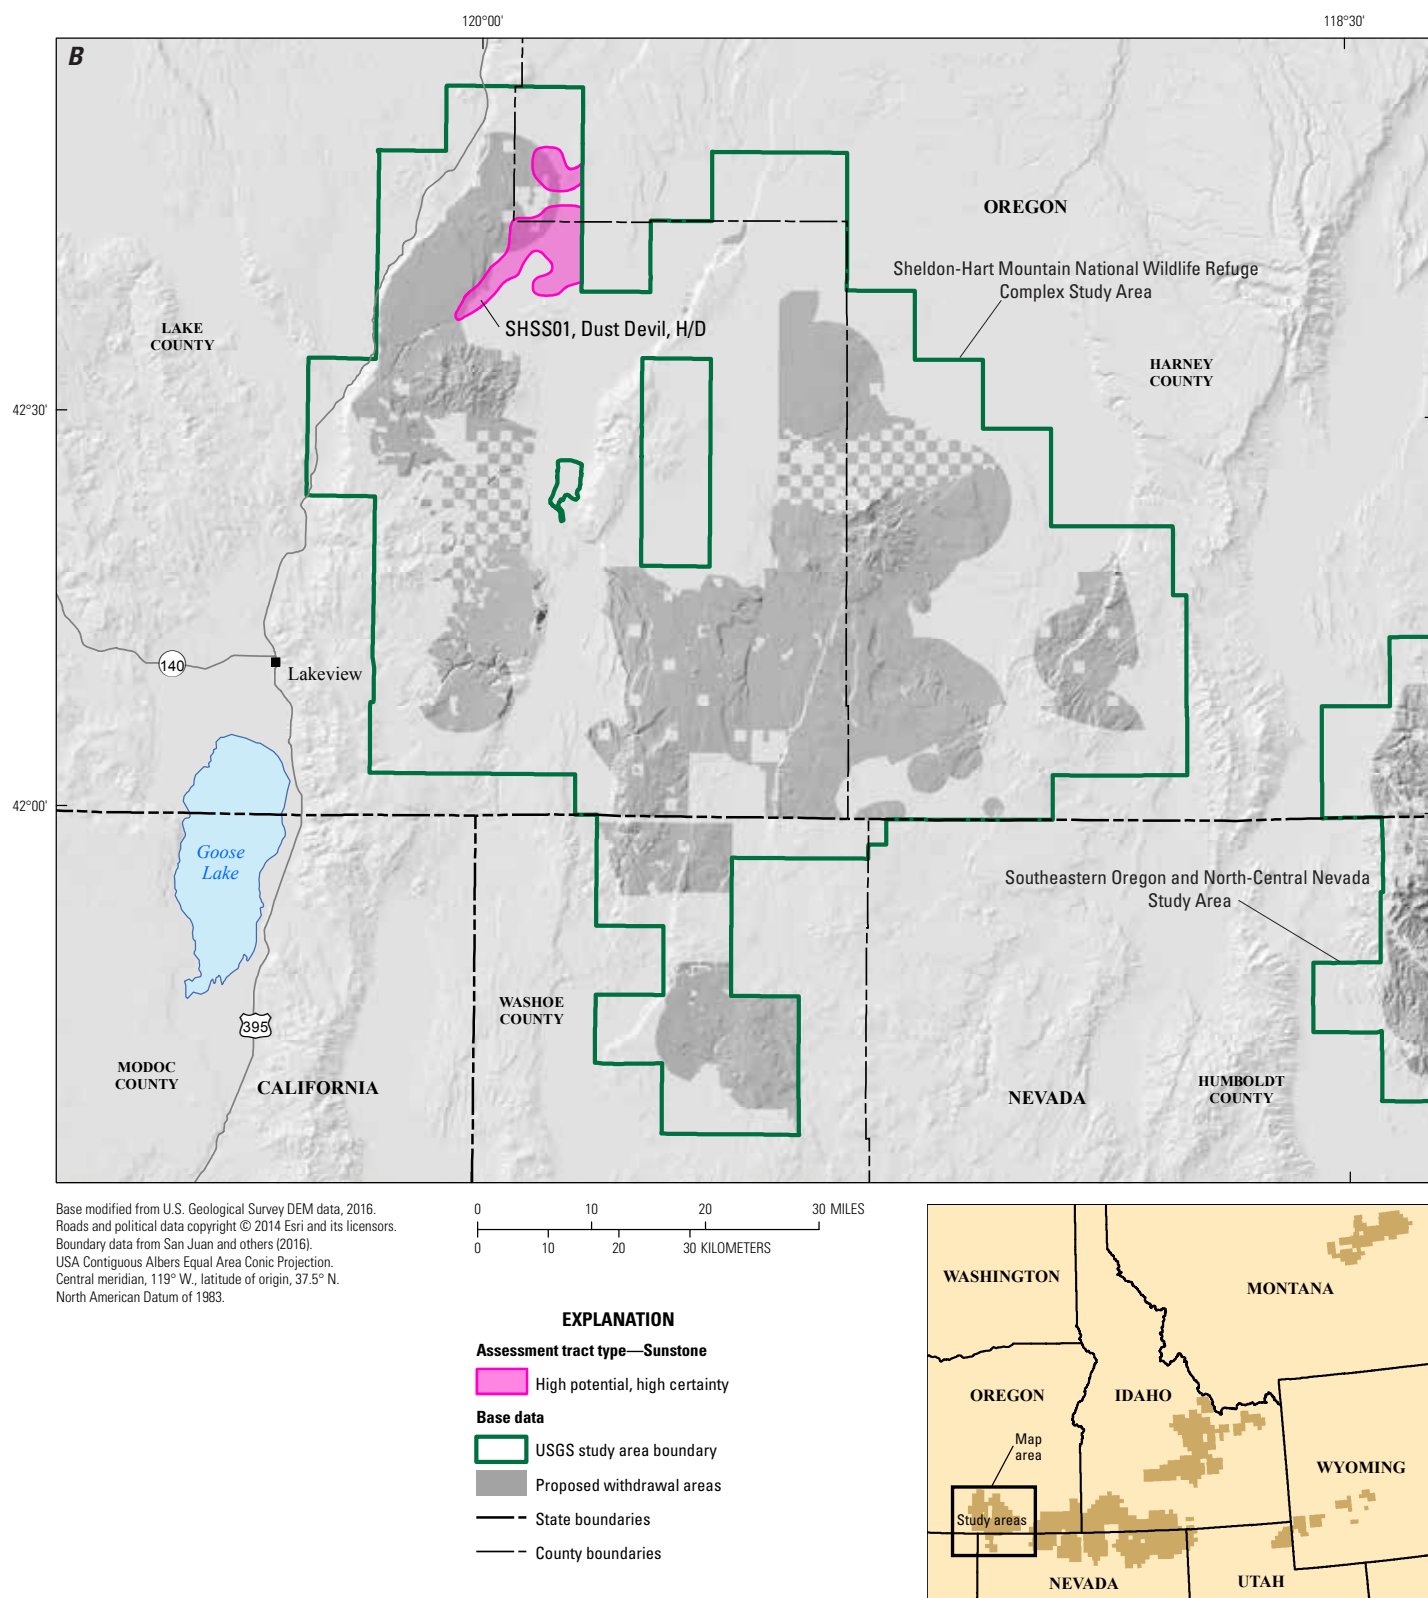 120°00'
118°30'
B
OREGON
Sheldon-Hart Mountain National Wildlife Refuge
Complex Study Area
SHSS01, Dust Devil, H/D
LAKE
COUNTY
HARNEY
COUNTY
42°30'
140
Lakeview
42°00'
Goose
Lake
Southeastern Oregon and North-Central Nevada
Study Area
WASHOE
COUNTY
395
MODOC
COUNTY
CALIFORNIA
NEVADA
HUMBOLDT
COUNTY
Base modified from U.S. Geological Survey DEM data, 2016.
Roads and political data copyright © 2014 Esri and its licensors.
Boundary data from San Juan and others (2016).
USA Contiguous Albers Equal Area Conic Projection.
Central meridian, 119° W., latitude of origin, 37.5° N.
North American Datum of 1983.
0 10 20 30 MILES
0 10 20 30 KILOMETERS
EXPLANATION
Assessment tract type—Sunstone
High potential, high certainty
Base data
USGS study area boundary
Proposed withdrawal areas
State boundaries
County boundaries
WASHINGTON
MONTANA
OREGON
IDAHO
Map
area
WYOMING
Study areas
NEVADA
UTAH